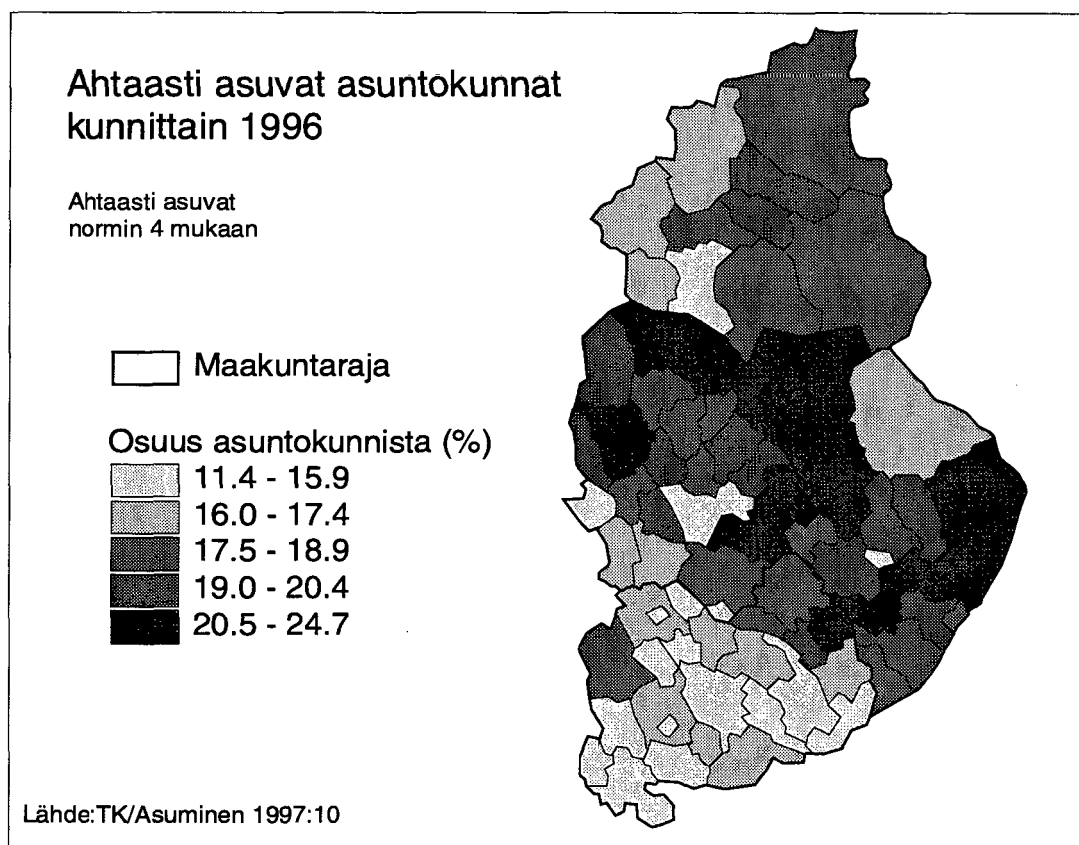 Ahtaasti asuvat asuntokunnat
kunnittain 1996
Ahtaasti asuvat
normin 4 mukaan
Maakuntaraja
Osuus asuntokunnista (%)
11.4 - 15.9
16.0 - 17.4
17.5 - 18.9
19.0 - 20.4
20.5 - 24.7
Lähde:TK/Asuminen 1997:10